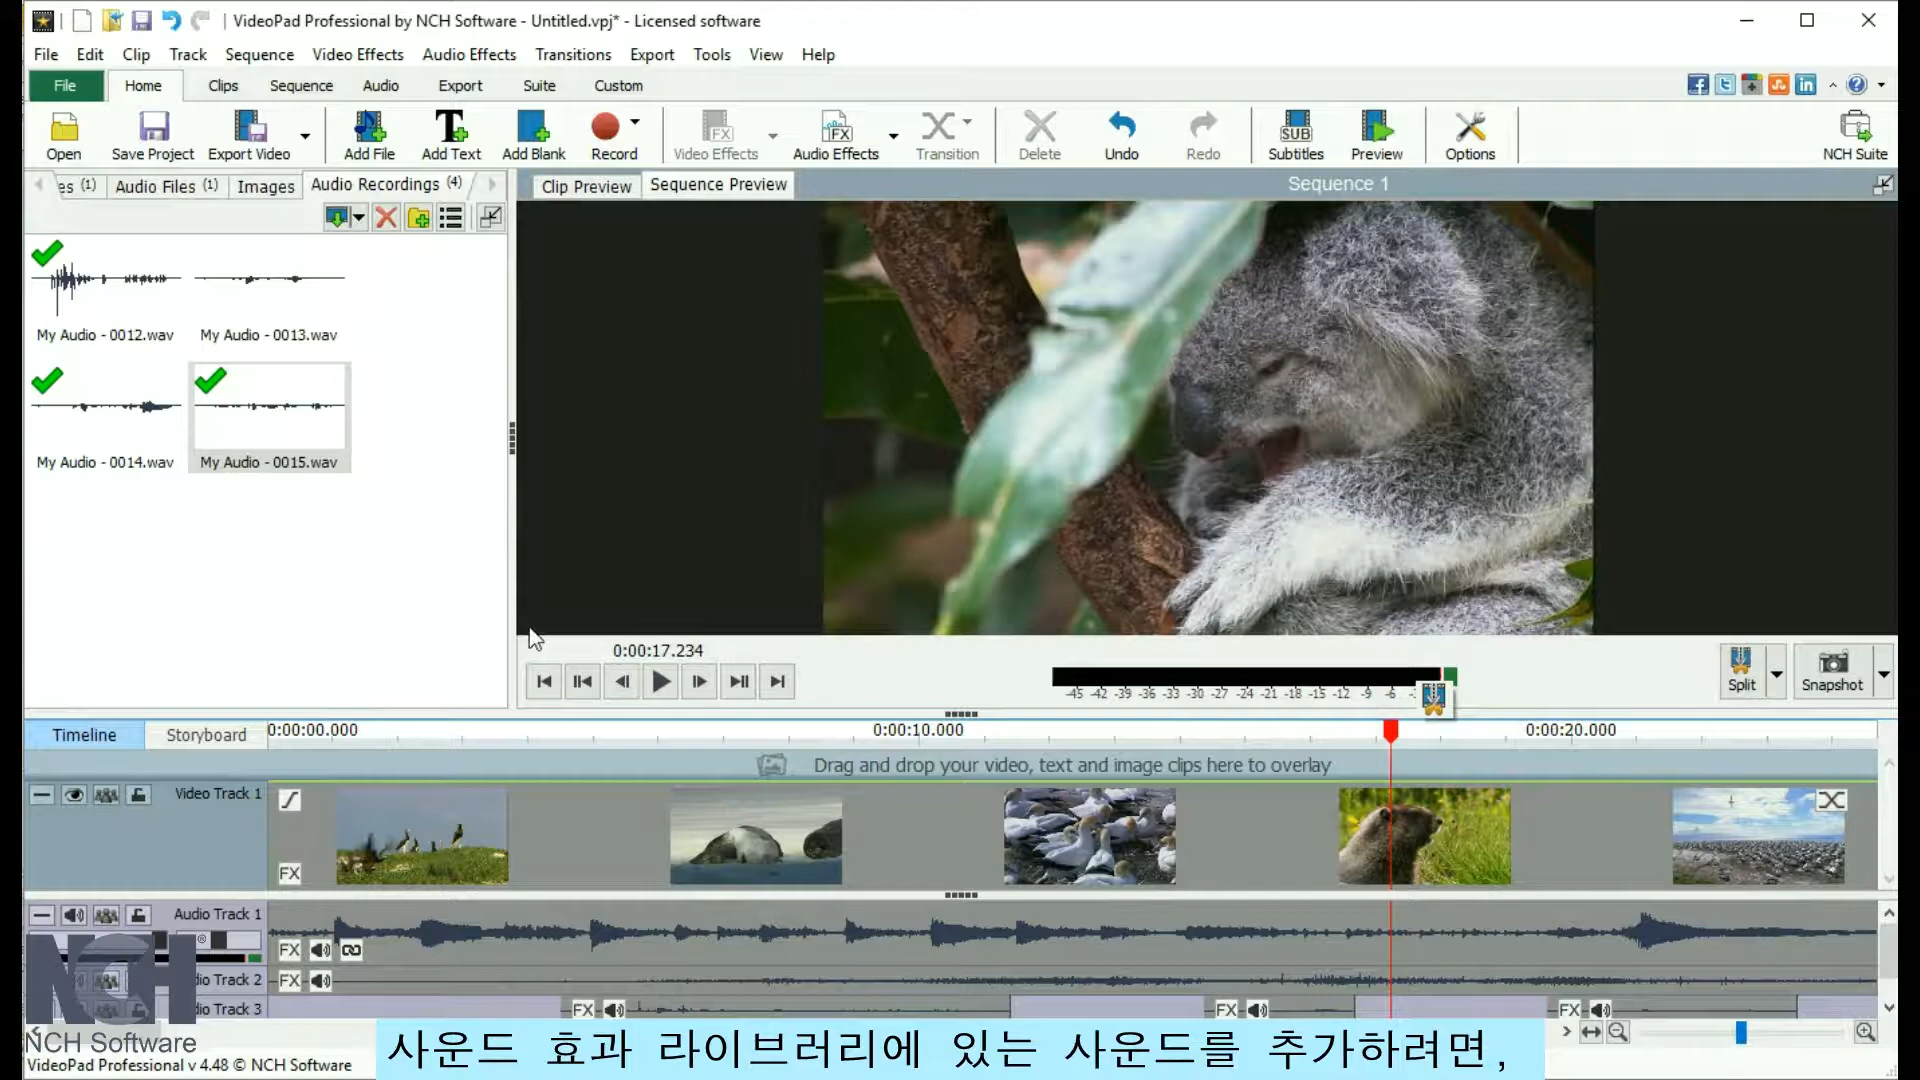 VideoPad Professional by NCH Software - Untitled.vpj* - Licensed software
File Edit Clip Track Sequence Video Effects Audio Effects Transitions Export Tools View Help
File Home Clips Sequence Audio Export Suite Custom
Open Save Project Export Video Add File Add Text Add Blank Record Video Effects Audio Effects Transition Delete Undo Redo Subtitles Preview Options NCH Suite
es (1) Audio Files (1) Images Audio Recordings (4) Clip Preview Sequence Preview Sequence 1
My Audio - 0012.wav My Audio - 0013.wav
My Audio - 0014.wav My Audio - 0015.wav
0:00:17.234
-45 -42 -39 -36 -33 -30 -27 -24 -21 -18 -15 -12 -9 -6
Split Snapshot
Timeline Storyboard 0:00:00.000 0:00:10.000 0:00:20.000
Drag and drop your video, text and image clips here to overlay
Video Track 1
FX
Audio Track 1
FX
dio Track 2 FX
dio Track 3 FX FX FX
NCH
NCH Software
VideoPad Professional v 4.48 © NCH Software
사운드 효과 라이브러리에 있는 사운드를 추가하려면,